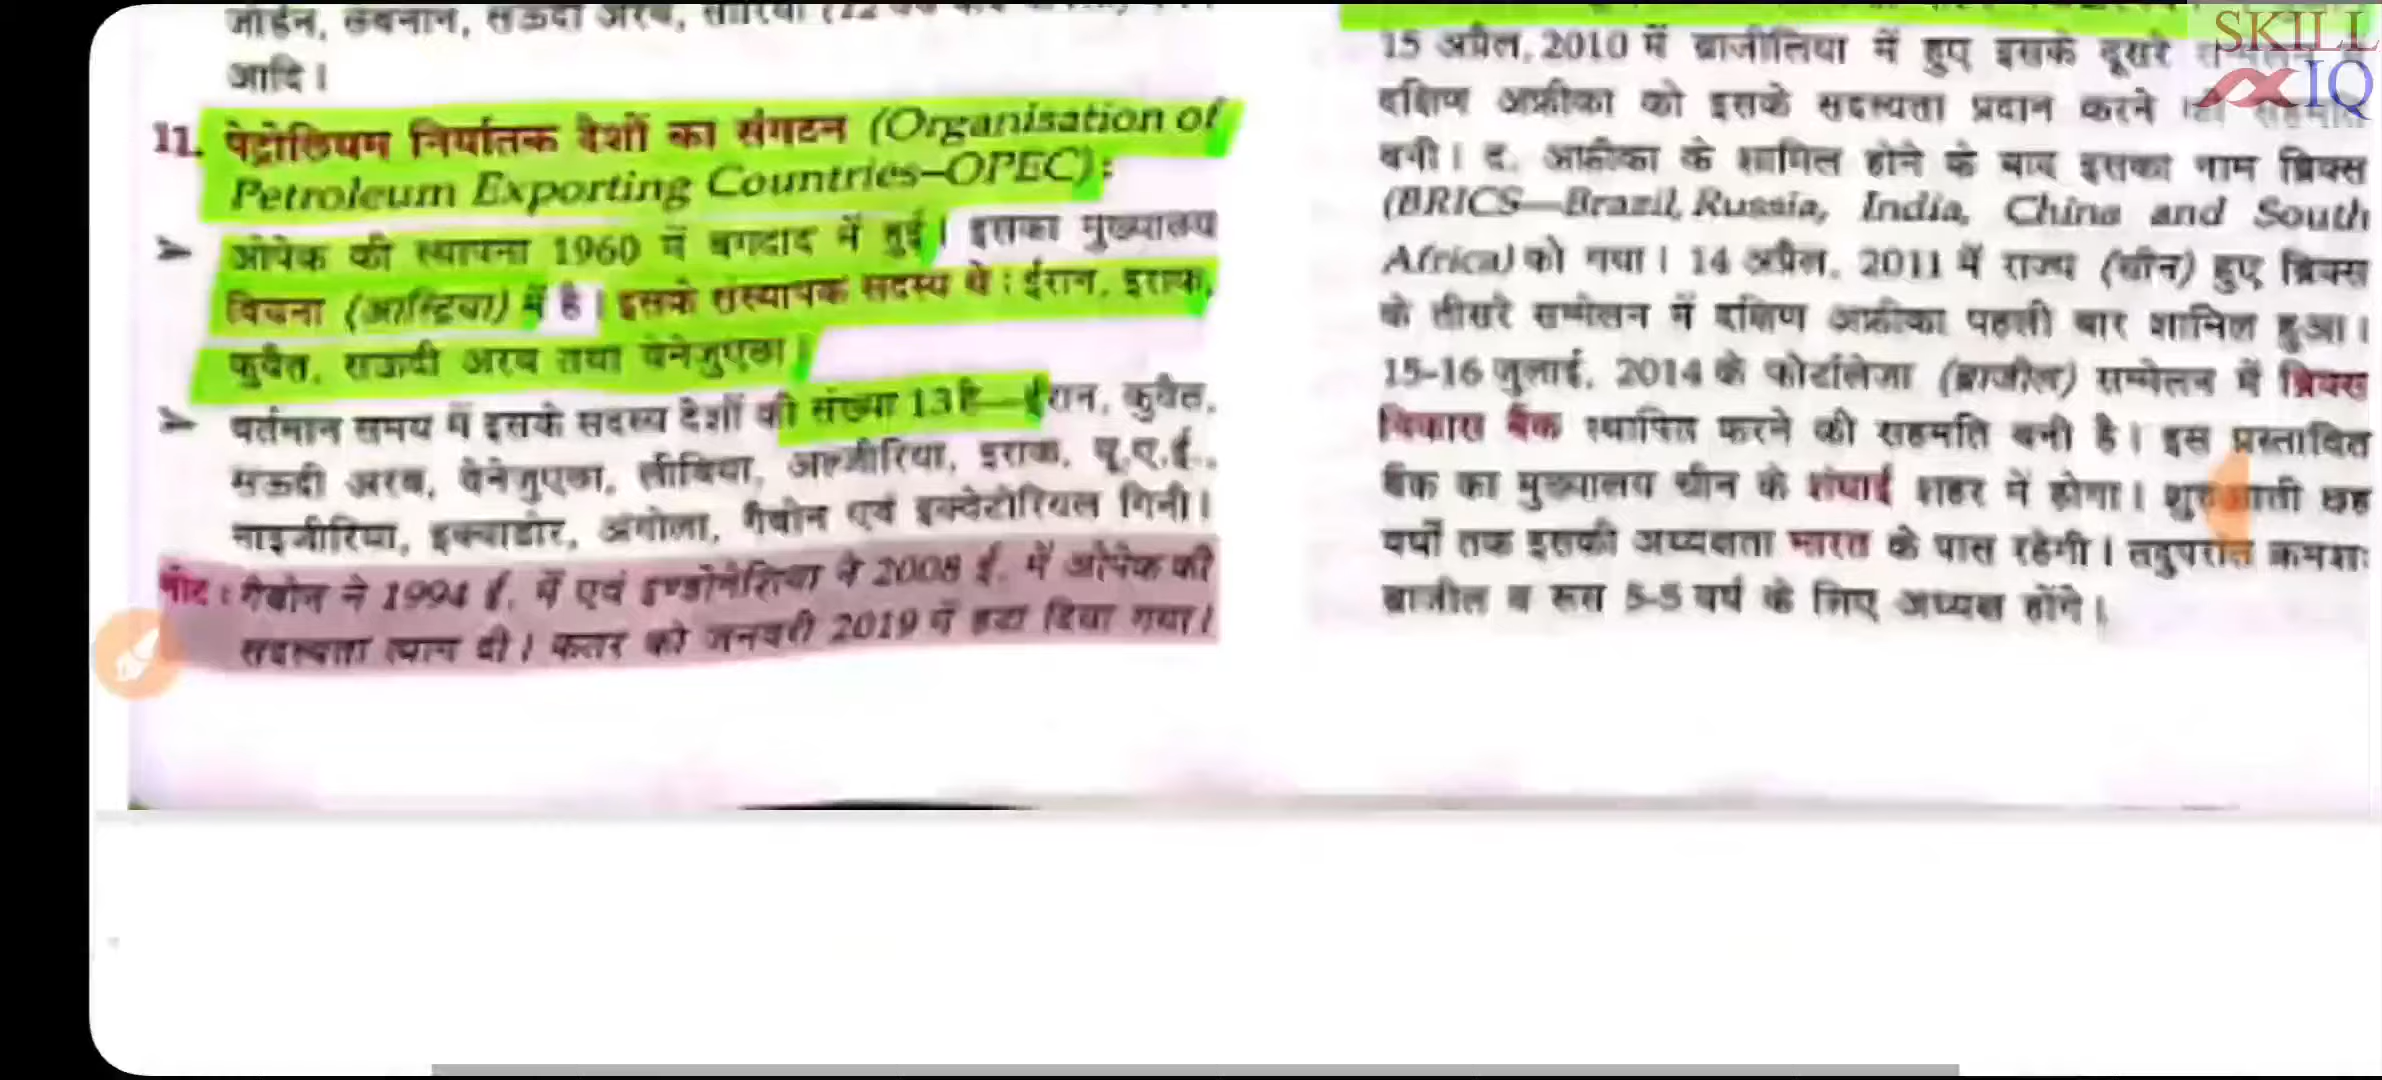 जॉर्डन, लेबनान, सऊदी अरब, सीरिया (12
आदि।
11. पेट्रोलियम निर्यातक देशों का संगठन (Organisation of
Petroleum Exporting Countries–OPEC):
➤ ओपेक की स्थापना 1960 में बगदाद में हुई। इसका मुख्यालय
वियना (आस्ट्रिया) में है। इसके संस्थापक सदस्य थे : ईरान, इराक,
कुवैत, सऊदी अरब तथा वेनेजुएला।
➤ वर्तमान समय में इसके सदस्य देशों की संख्या 13 है—ईरान, कुवैत,
सऊदी अरब, वेनेजुएला, लीबिया, अल्जीरिया, इराक, यू.ए.ई.,
नाइजीरिया, इक्वाडोर, अंगोला, गैबोन एवं इक्वेटोरियल गिनी।
नोट : गैबोन ने 1994 ई. में एवं इण्डोनेशिया ने 2008 ई. में ओपेक की
सदस्यता त्याग दी। कतर को जनवरी 2019 में हटा दिया गया।
15 अप्रैल, 2010 में ब्राजीलिया में हुए इसके दूसरे
दक्षिण अफ्रीका को इसके सदस्यता प्रदान करने की सहमति
बनी। द. अफ्रीका के शामिल होने के बाद इसका नाम ब्रिक्स
(BRICS—Brazil, Russia, India, China and South
Africa) को गया। 14 अप्रैल, 2011 में राज्य (चीन) हुए ब्रिक्स
के तीसरे सम्मेलन में दक्षिण अफ्रीका पहली बार शामिल हुआ।
15-16 जुलाई, 2014 के फोर्टालेजा (ब्राजील) सम्मेलन में ब्रिक्स
विकास बैंक स्थापित करने की सहमति बनी है। इस प्रस्तावित
बैंक का मुख्यालय चीन के शंघाई शहर में होगा। शुरुआती छह
वर्षों तक इसकी अध्यक्षता भारत के पास रहेगी। तदुपरांत क्रमशः
ब्राजील व रूस 5-5 वर्ष के लिए अध्यक्ष होंगे।
SKILL
IQ